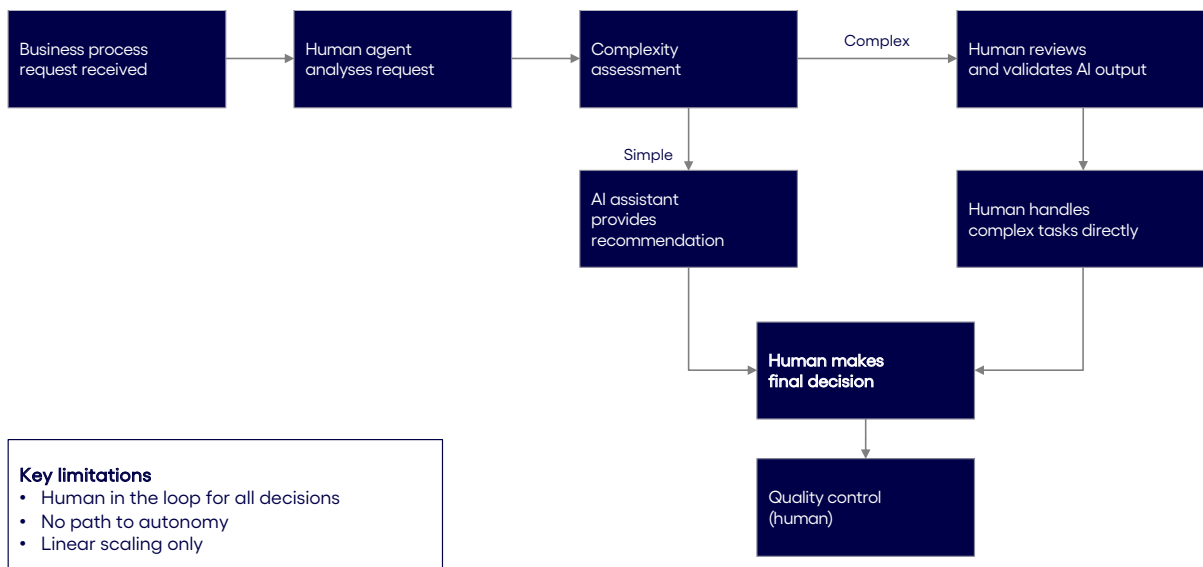 Business process
request received
Human agent
analyses request
Complexity
assessment
Complex
Human reviews
and validates AI output
Simple
AI assistant
provides
recommendation
Human handles
complex tasks directly
Human makes
final decision
Key limitations
• Human in the loop for all decisions
• No path to autonomy
• Linear scaling only
Quality control
(human)